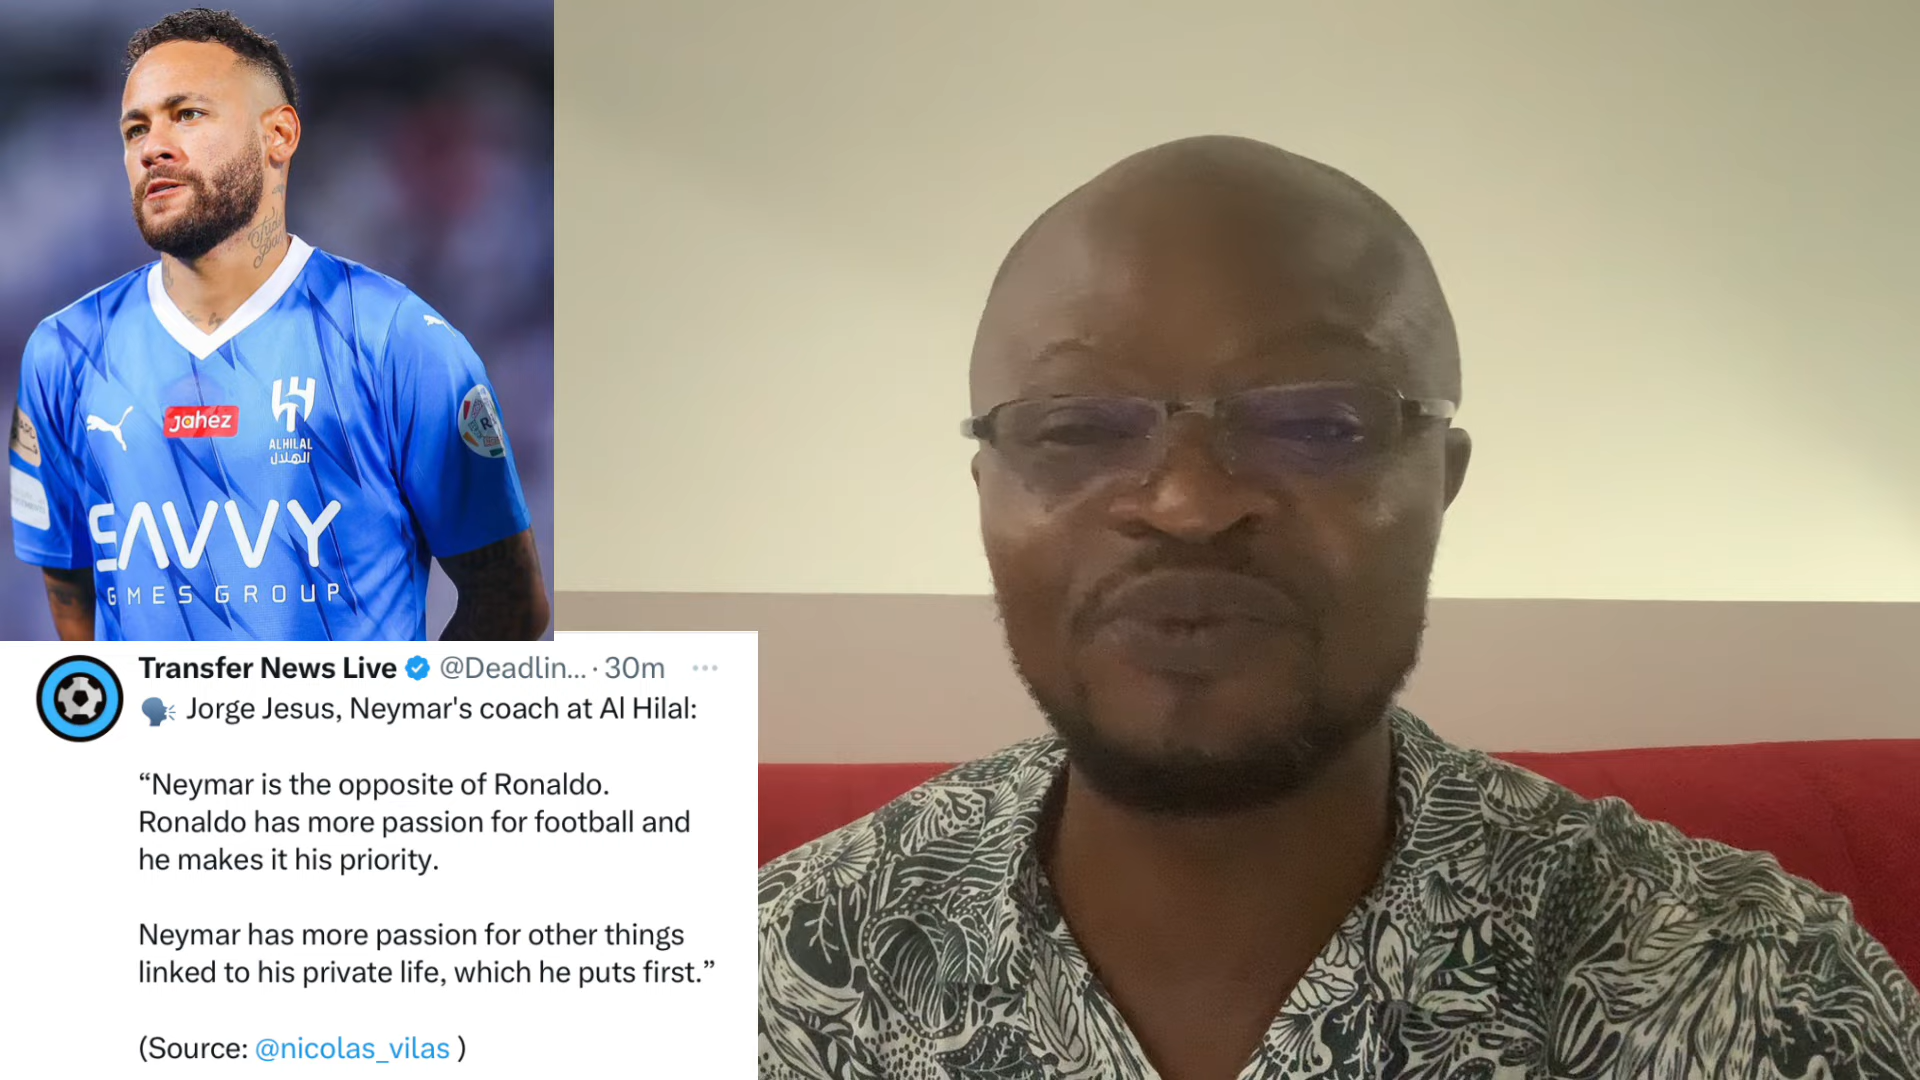 jahez
ALHILAL
الهلال
SAVVY
GAMES GROUP
Transfer News Live @Deadlin... · 30m
Jorge Jesus, Neymar's coach at Al Hilal:
“Neymar is the opposite of Ronaldo.
Ronaldo has more passion for football and
he makes it his priority.
Neymar has more passion for other things
linked to his private life, which he puts first.”
(Source: @nicolas_vilas )